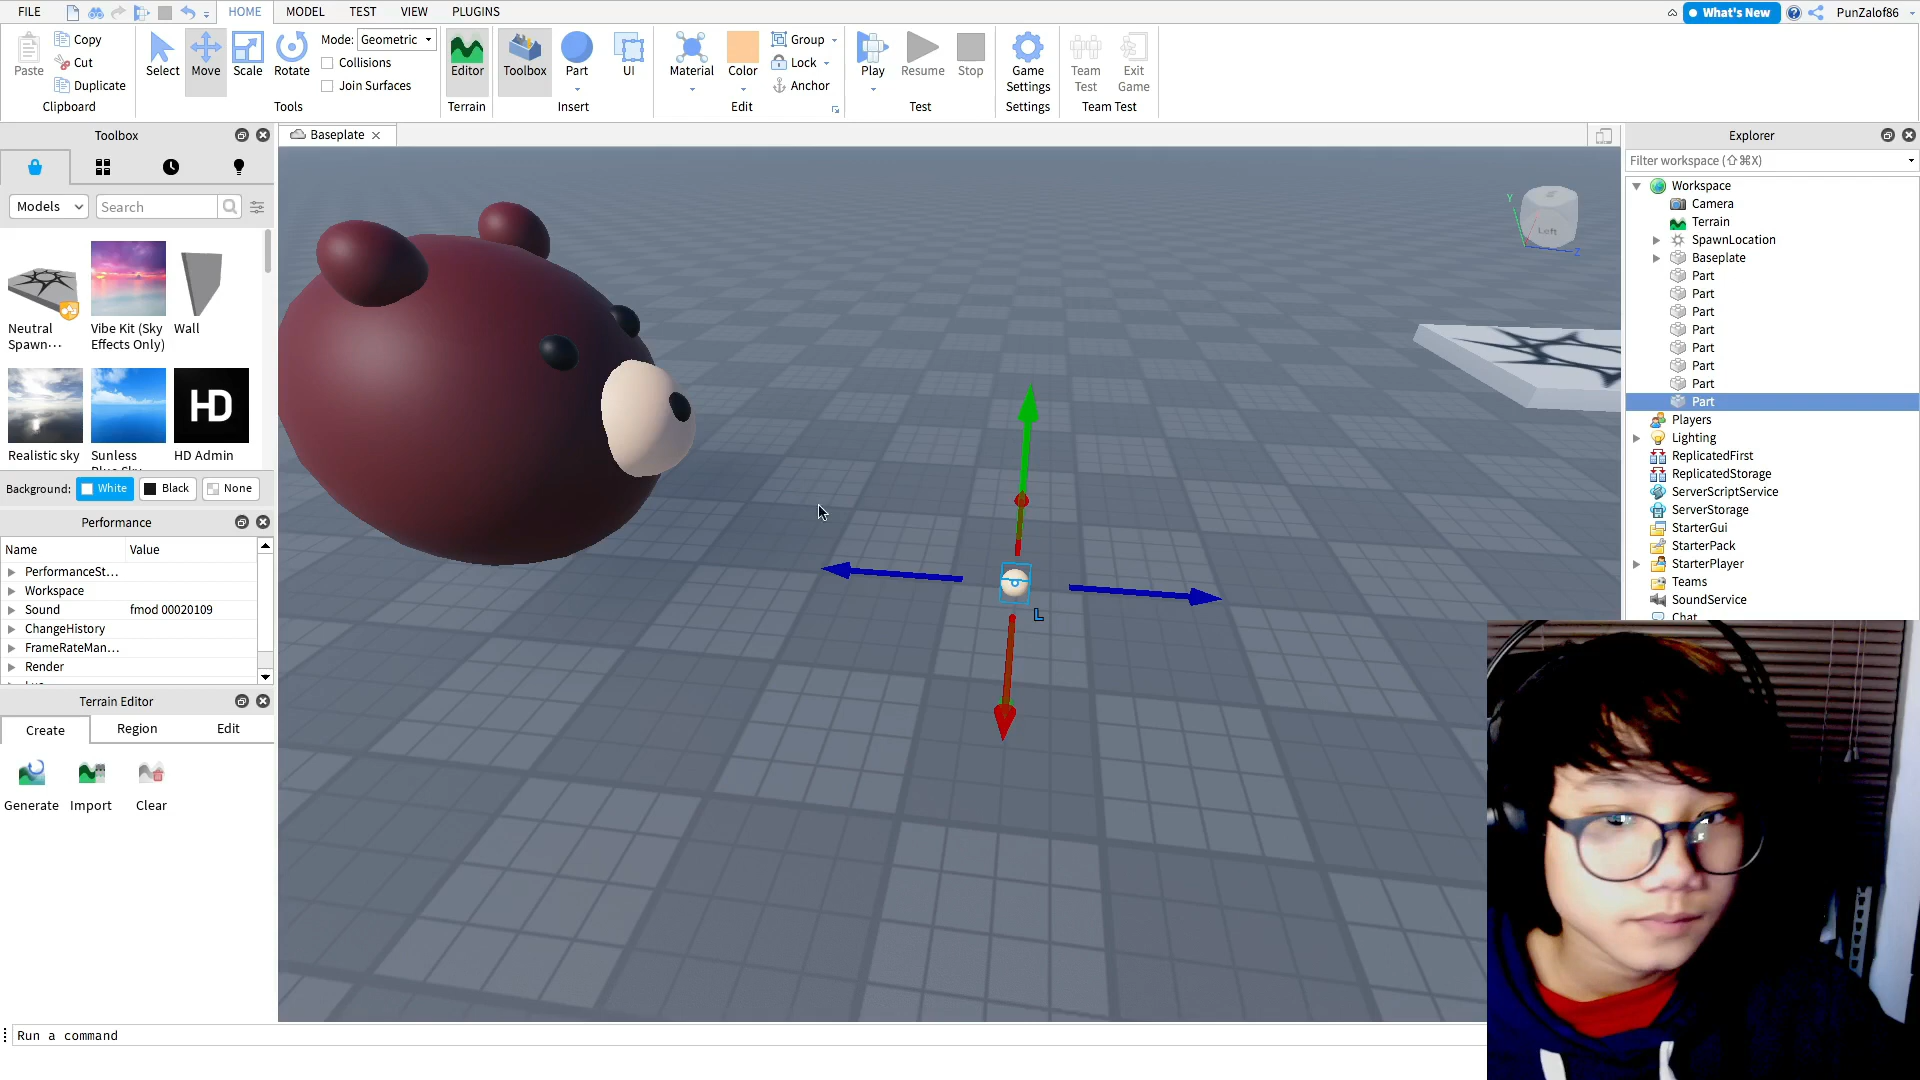 FILE HOME MODEL TEST VIEW PLUGINS What's New PunZalof86
Paste Copy Cut Duplicate Clipboard
Select Move Scale Rotate Mode: Geometric Collisions Join Surfaces Tools
Editor Terrain
Toolbox Part UI Insert
Material Color Group Lock Anchor Edit
Play Resume Stop Test
Game Settings Settings
Team Test Exit Game Team Test
Toolbox
Models Search
Neutral Spawn... Vibe Kit (Sky Effects Only) Wall
HD
Realistic sky Sunless HD Admin
Background: White Black None
Performance
Name Value
PerformanceSt...
Workspace
Sound fmod 00020109
ChangeHistory
FrameRateMan...
Render
Terrain Editor
Create Region Edit
Generate Import Clear
Baseplate
Y
Left
Z
L
Explorer
Filter workspace (⇧⌘X)
Workspace
Camera
Terrain
SpawnLocation
Baseplate
Part
Part
Part
Part
Part
Part
Part
Part
Players
Lighting
ReplicatedFirst
ReplicatedStorage
ServerScriptService
ServerStorage
StarterGui
StarterPack
StarterPlayer
Teams
SoundService
Chat
Run a command